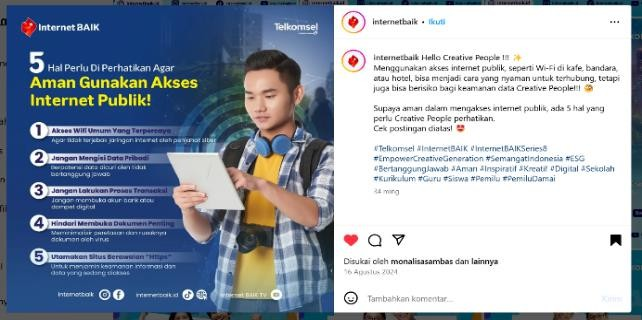 Internet BAIK
Telkomsel
5 Hal Perlu Di Perhatikan Agar
Aman Gunakan Akses
Internet Publik!
1 Akses Wifi Umum Yang Terpercaya
Agar tidak terjebak jaringan internet oleh penjahat siber
2 Jangan Mengisi Data Pribadi
Beresiko data dicuri oleh tidak
bertanggung jawab
3 Jangan Lakukan Proses Transaksi
Jangan membuka akun bank atau
dompet digital
4 Hindari Membuka Dokumen Penting
Meminimalisir peretasan dan rusaknya
dokumen oleh virus
5 Utamakan Situs Berawalan "Https"
Untuk menjamin keamanan informasi dan
data yang sedang diakses
internetbaik
internetbaik.id
Internet BAIK TV
internetbaik • Ikuti
internetbaik Hello Creative People !!! ✨
Menggunakan akses internet publik, seperti Wi-Fi di kafe, bandara,
atau hotel, bisa menjadi cara yang nyaman untuk terhubung, tetapi
juga bisa berisiko bagi keamanan data Creative People!!!
Supaya aman dalam mengakses internet publik, ada 5 hal yang
perlu Creative People perhatikan.
Cek postingan diatas! 😍
#Telkomsel #InternetBAIK #InternetBAIKSeries8
#EmpowerCreativeGeneration #SemangatIndonesia #ESG
#BertanggungJawab #Aman #Inspiratif #Kreatif #Digital #Sekolah
#Kurikulum #Guru #Siswa #Pemilu #PemiluDamai
34 ming
Disukai oleh monalisasambas dan lainnya
16 Agustus 2024
Tambahkan komentar...
Kirim